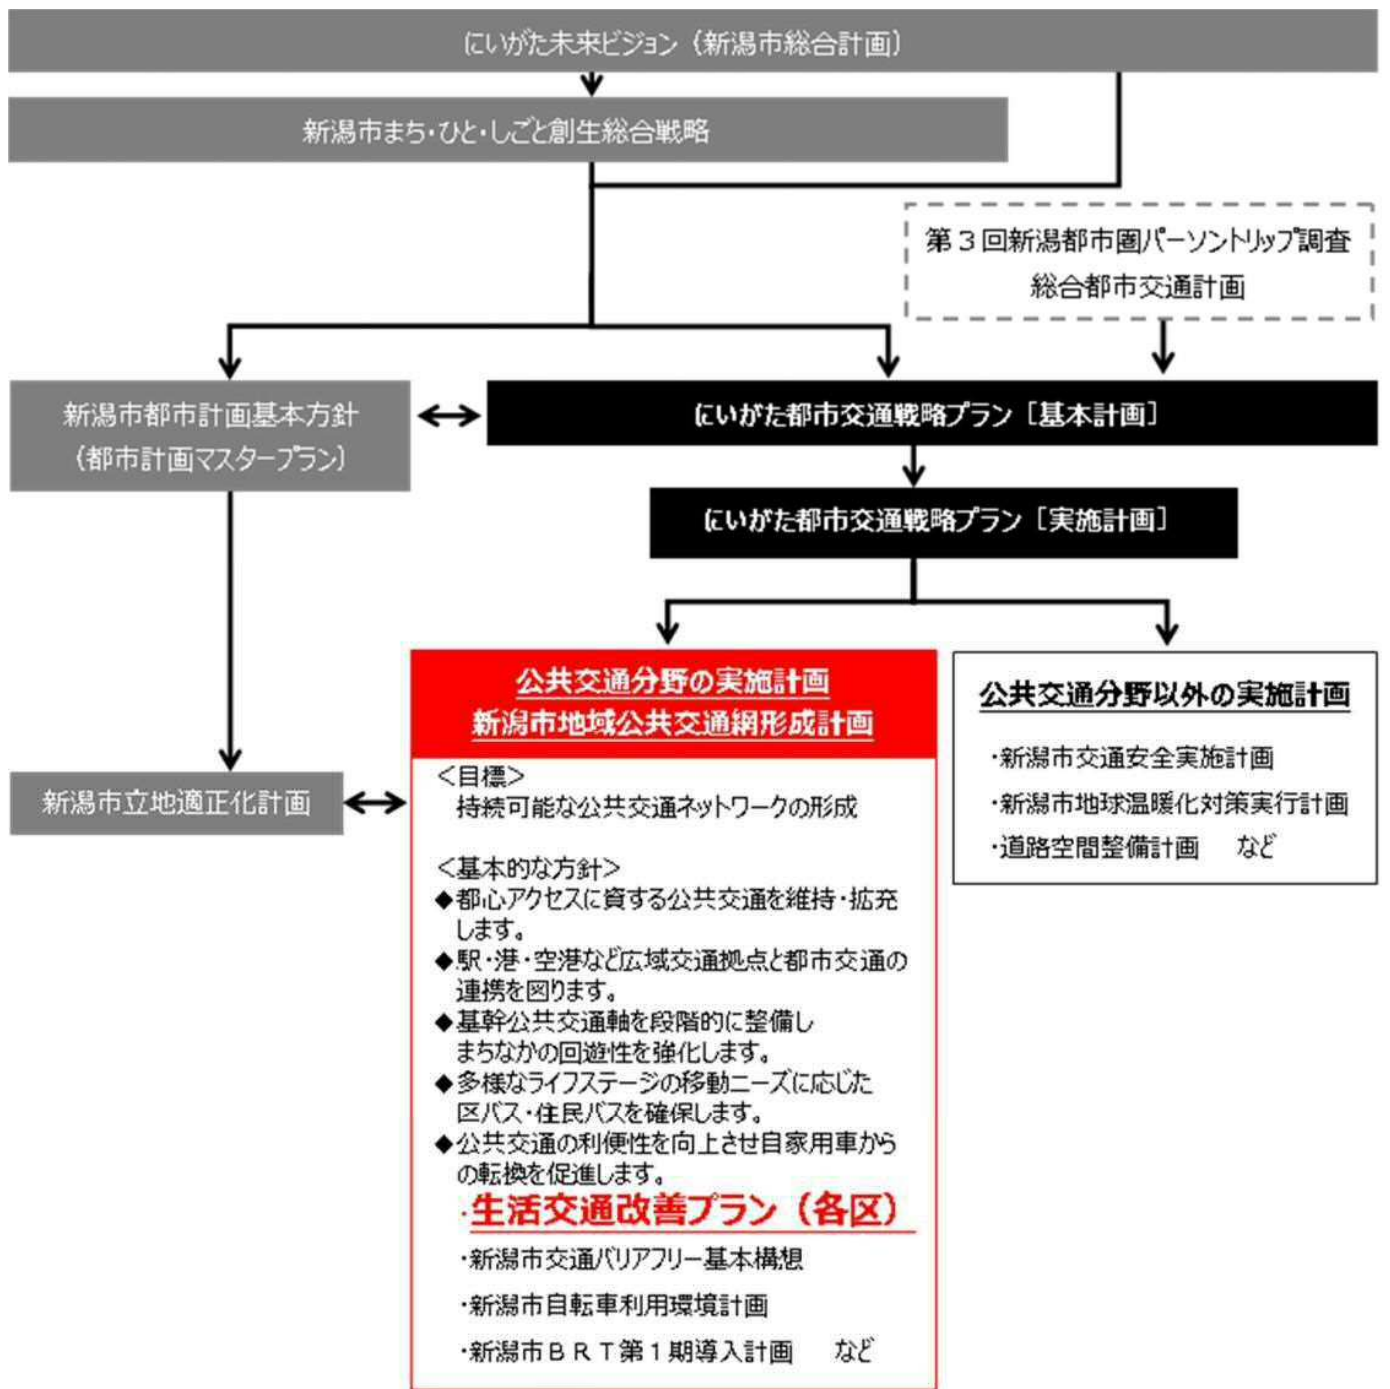 にいがた未来ビジョン（新潟市総合計画）
新潟市まち・ひと・しごと創生総合戦略
第３回新潟都市圏パーソントリップ調査
総合都市交通計画
新潟市都市計画基本方針
（都市計画マスタープラン）
にいがた都市交通戦略プラン［基本計画］
にいがた都市交通戦略プラン［実施計画］
公共交通分野の実施計画
新潟市地域公共交通網形成計画
公共交通分野以外の実施計画
・新潟市交通安全実施計画
・新潟市地球温暖化対策実行計画
・道路空間整備計画　など
新潟市立地適正化計画
＜目標＞
持続可能な公共交通ネットワークの形成
＜基本的な方針＞
◆都心アクセスに資する公共交通を維持・拡充
します。
◆駅・港・空港など広域交通拠点と都市交通の
連携を図ります。
◆基幹公共交通軸を段階的に整備し
まちなかの回遊性を強化します。
◆多様なライフステージの移動ニーズに応じた
区バス・住民バスを確保します。
◆公共交通の利便性を向上させ自家用車から
の転換を促進します。
・生活交通改善プラン（各区）
・新潟市交通バリアフリー基本構想
・新潟市自転車利用環境計画
・新潟市ＢＲＴ第１期導入計画　など